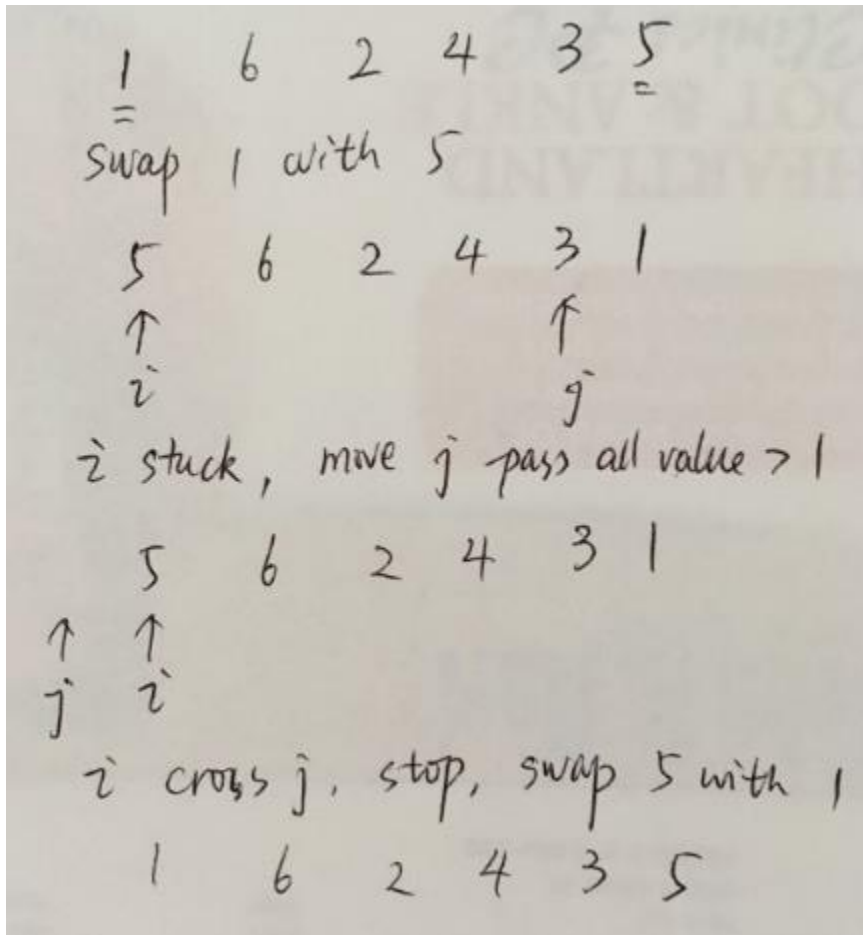 1 6 2 4 3 5
swap 1 with 5
5 6 2 4 3 1
↑ ↑
i j
i stuck, move j pass all value > 1
5 6 2 4 3 1
↑ ↑
j i
i cross j. stop, swap 5 with 1
1 6 2 4 3 5